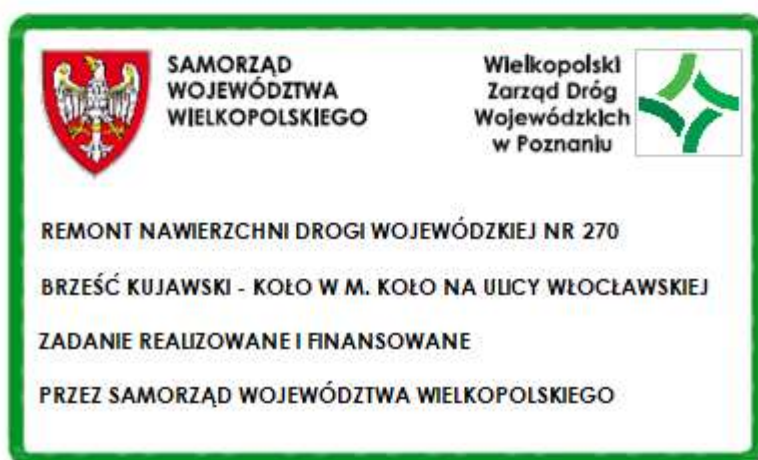 SAMORZĄD
WOJEWÓDZTWA
WIELKOPOLSKIEGO
Wielkopolski
Zarząd Dróg
Wojewódzkich
w Poznaniu
REMONT NAWIERZCHNI DROGI WOJEWÓDZKIEJ NR 270
BRZEŚĆ KUJAWSKI - KOŁO W M. KOŁO NA ULICY WŁOCŁAWSKIEJ
ZADANIE REALIZOWANE I FINANSOWANE
PRZEZ SAMORZĄD WOJEWÓDZTWA WIELKOPOLSKIEGO